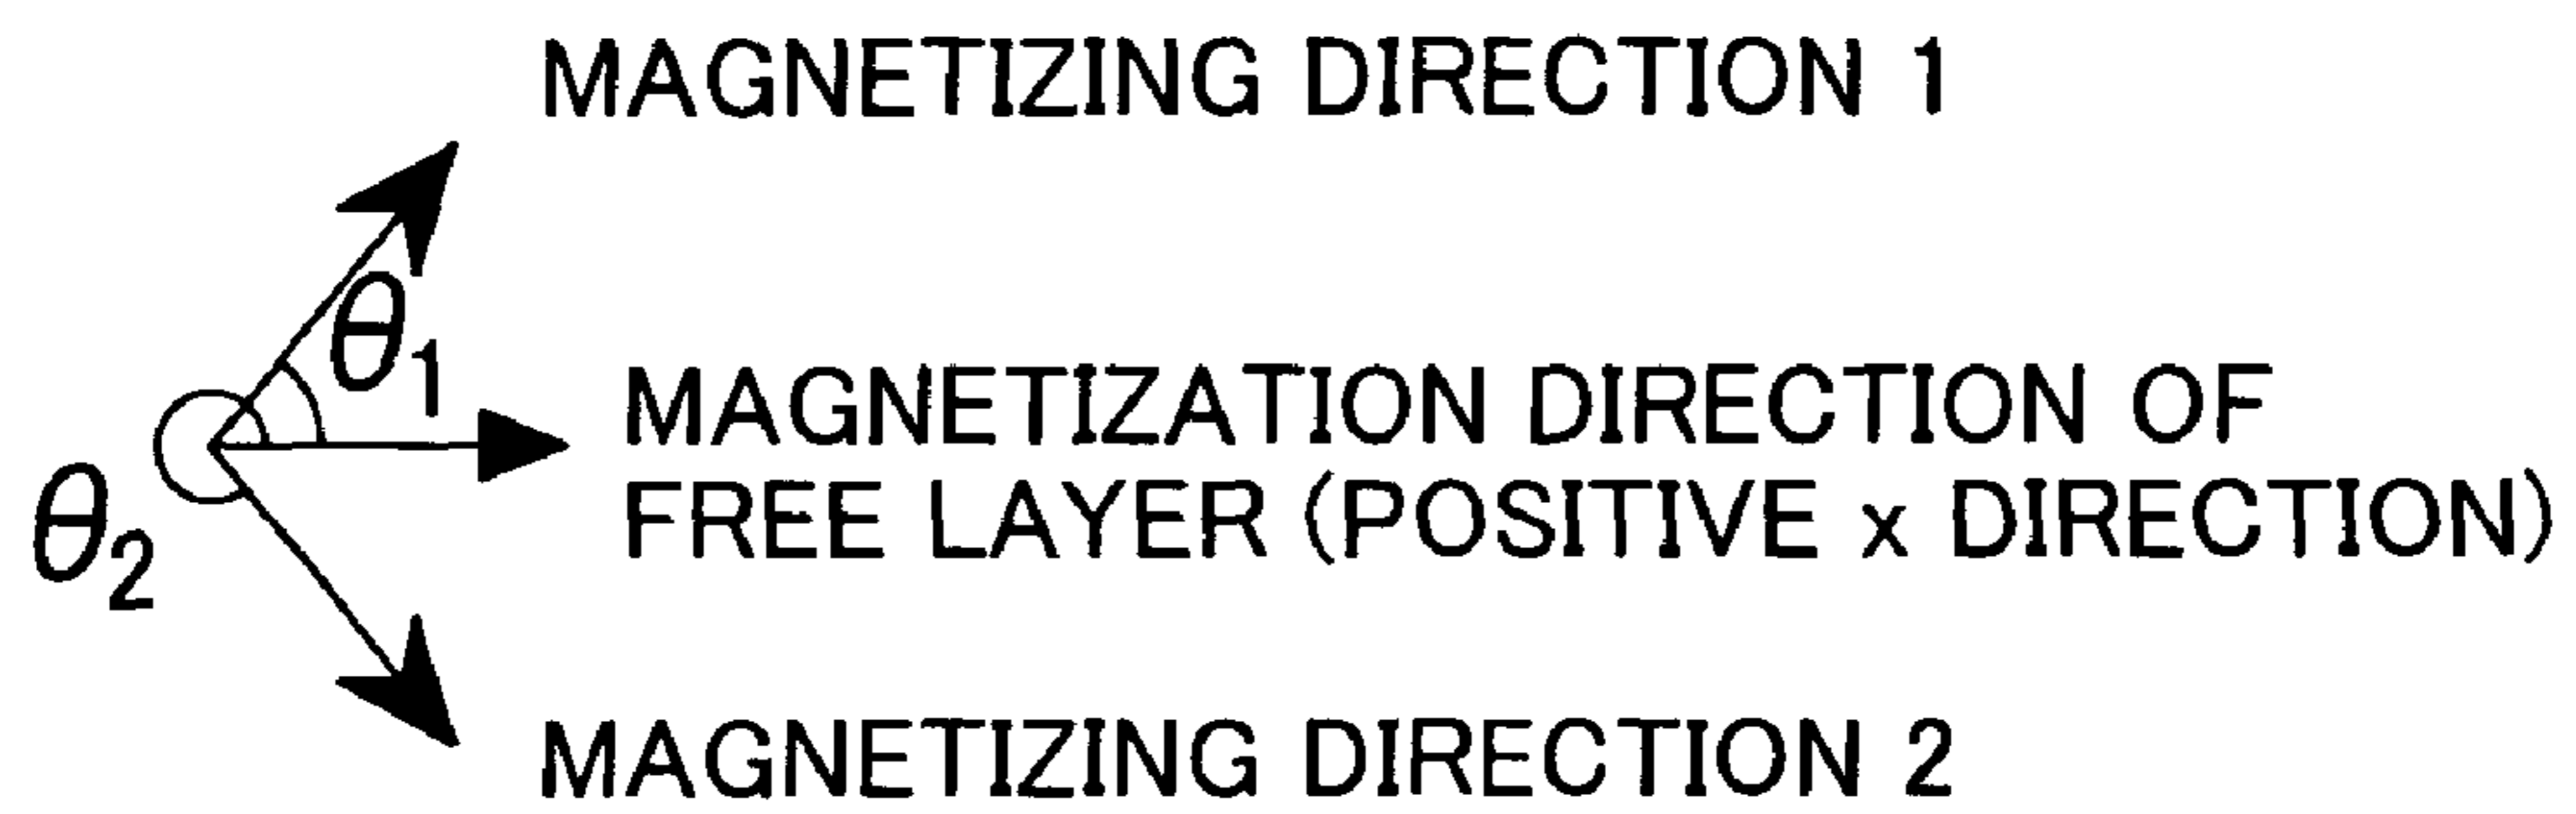 MAGNETIZING DIRECTION 1
θ1
MAGNETIZATION DIRECTION OF
FREE LAYER (POSITIVE x DIRECTION)
θ2
MAGNETIZING DIRECTION 2